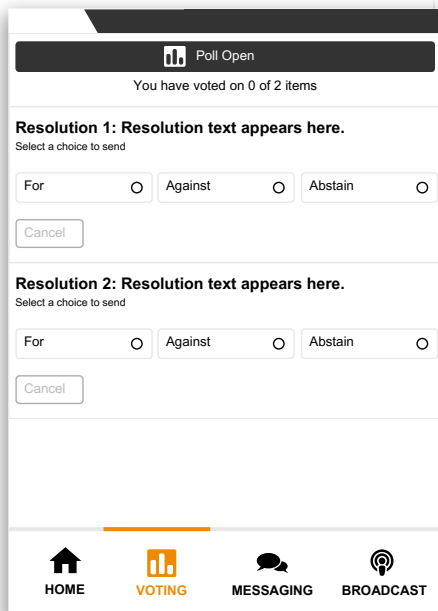 Poll Open
You have voted on 0 of 2 items
Resolution 1: Resolution text appears here.
Select a choice to send
For Against Abstain
Cancel
Resolution 2: Resolution text appears here.
Select a choice to send
For Against Abstain
Cancel
HOME VOTING MESSAGING BROADCAST